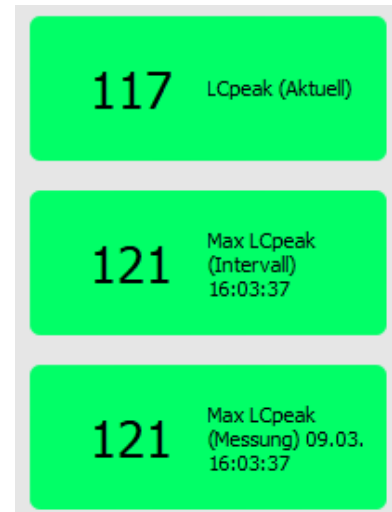 117 LCpeak (Aktuell)
121 Max LCpeak
(Intervall)
16:03:37
121 Max LCpeak
(Messung) 09.03.
16:03:37